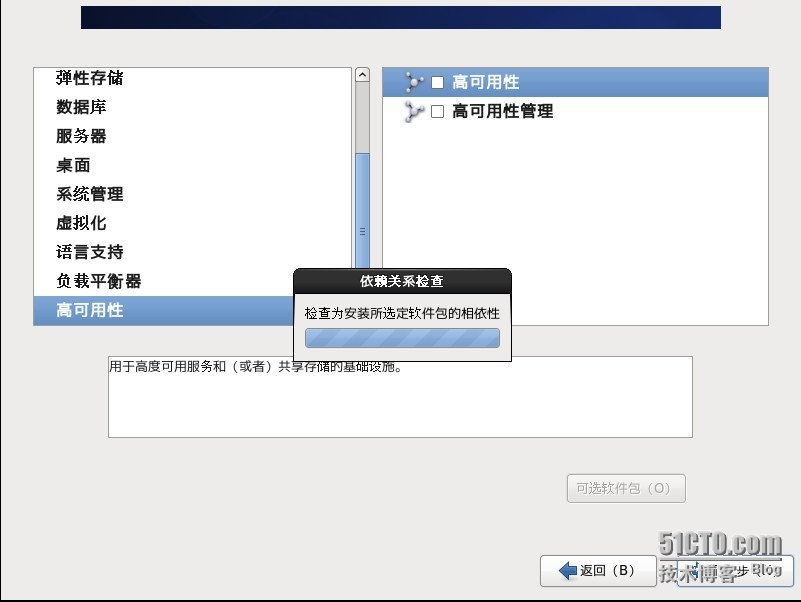 弹性存储
数据库
服务器
桌面
系统管理
虚拟化
语言支持
负载平衡器
高可用性
高可用性
高可用性管理
依赖关系检查
检查为安装所选定软件包的相依性
用于高度可用服务和（或者）共享存储的基础设施。
可选软件包（O）
返回（B）
51CTO.com
技术博客 Blog